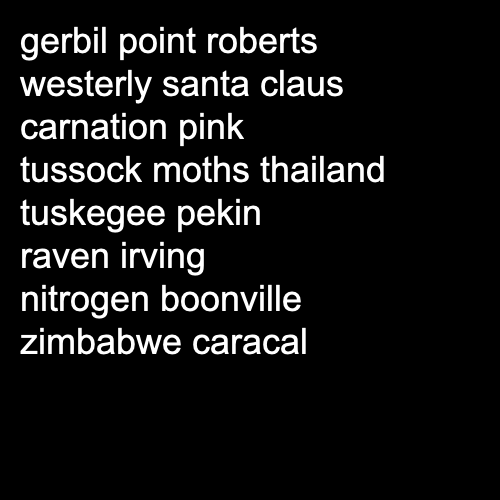 gerbil point roberts
westerly santa claus
carnation pink
tussock moths thailand
tuskegee pekin
raven irving
nitrogen boonville
zimbabwe caracal